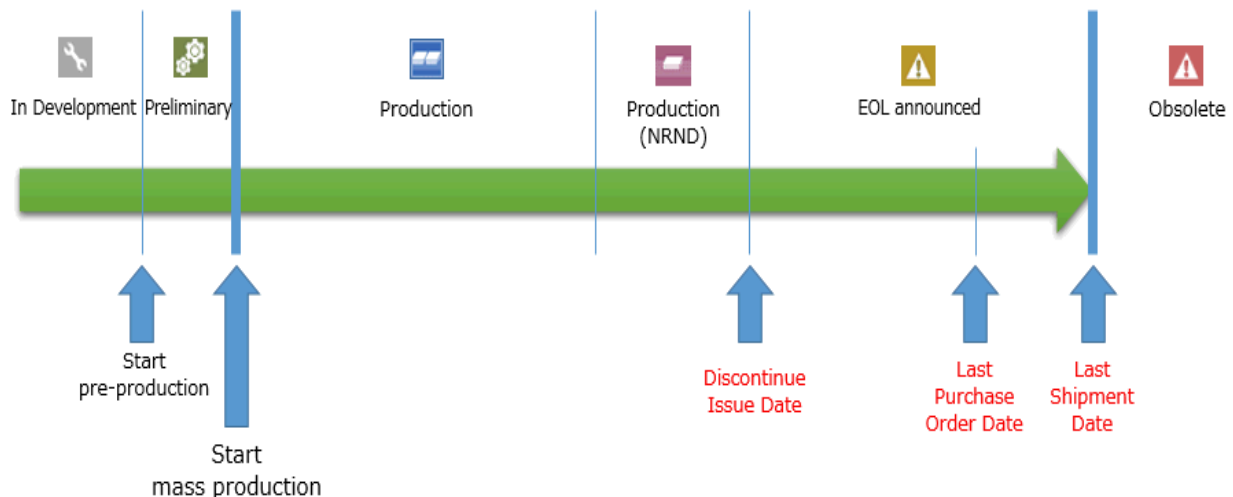 In Development
Preliminary
Production
Production
(NRND)
EOL announced
Obsolete
Start
pre-production
Start
mass production
Discontinue
Issue Date
Last
Purchase
Order Date
Last
Shipment
Date